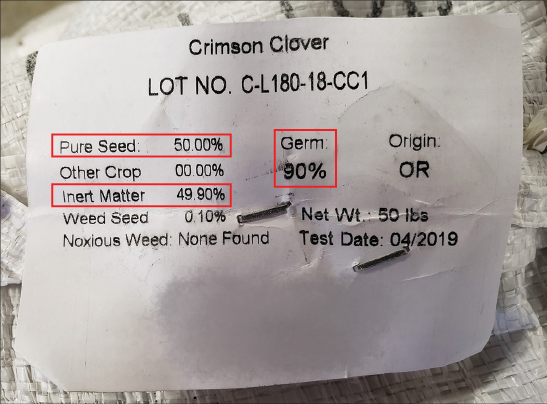 Crimson Clover
LOT NO. C-L180-18-CC1
Pure Seed: 50.00% Germ: Origin:
Other Crop 00.00% 90% OR
Inert Matter 49.90%
Weed Seed 0.10% Net Wt.: 50 lbs
Noxious Weed: None Found Test Date: 04/2019